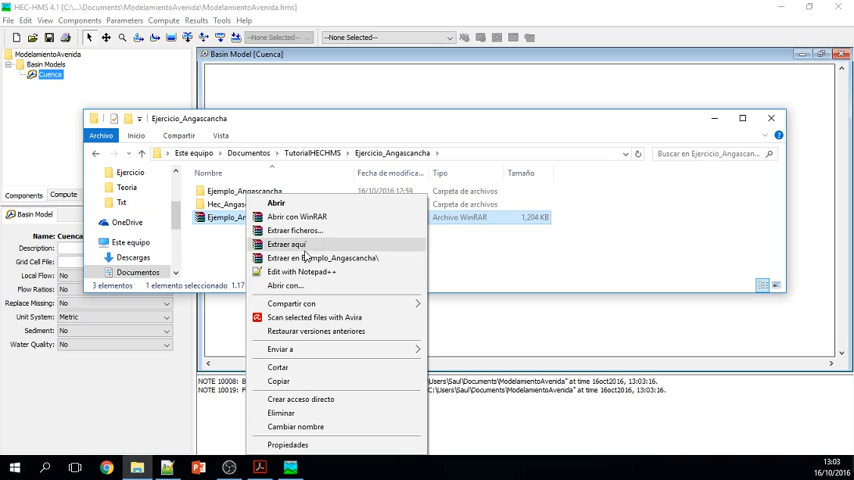 HEC-HMS 4.1 [C:\Users\Saul\Documents\ModelamientoAvenida\ModelamientoAvenida.hms]
File Edit View Components Parameters Compute Results Tools Help
--None Selected--
---None Selected---
ModelamientoAvenida
Basin Models
Cuenca
Basin Model [Cuenca]
Ejercicio_Angascancha
Archivo Inicio Compartir Vista
Este equipo Documentos TutorialHECHMS Ejercicio_Angascancha
Buscar en Ejercicio_Angascan...
Nombre Fecha de modifica... Tipo Tamaño
Ejercicio
Teoria
Txt
OneDrive
Este equipo
Descargas
Documentos
Ejemplo_Angascancha 16/10/2016 12:59 Carpeta de archivos
Hec_Angas Carpeta de archivos
Ejemplo_An Archivo WinRAR 1,204 KB
3 elementos 1 elemento seleccionado 1.17
Abrir
Abrir con WinRAR
Extraer ficheros...
Extraer aquí
Extraer en Ejemplo_Angascancha\
Edit with Notepad++
Abrir con...
Compartir con
Scan selected files with Avira
Restaurar versiones anteriores
Enviar a
Cortar
Copiar
Crear acceso directo
Eliminar
Cambiar nombre
Propiedades
Components Compute
Basin Model
Name: Cuenca
Description:
Grid Cell File:
Local Flow: No
Flow Ratios: No
Replace Missing: No
Unit System: Metric
Sediment: No
Water Quality: No
NOTE 10008: B
\Users\Saul\Documents\ModelamientoAvenida" at time 16oct2016, 13:03:16.
NOTE 10019: F
C:\Users\Saul\Documents\ModelamientoAvenida" at time 16oct2016, 13:03:16.
13:03
16/10/2016